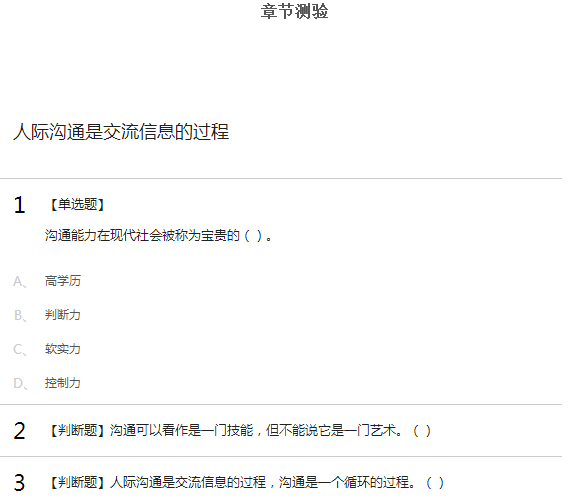 章节测验
人际沟通是交流信息的过程
1 【单选题】
沟通能力在现代社会被称为宝贵的（ ）。
A、 高学历
B、 判断力
C、 软实力
D、 控制力
2 【判断题】沟通可以看作是一门技能，但不能说它是一门艺术。（ ）
3 【判断题】人际沟通是交流信息的过程，沟通是一个循环的过程。（ ）